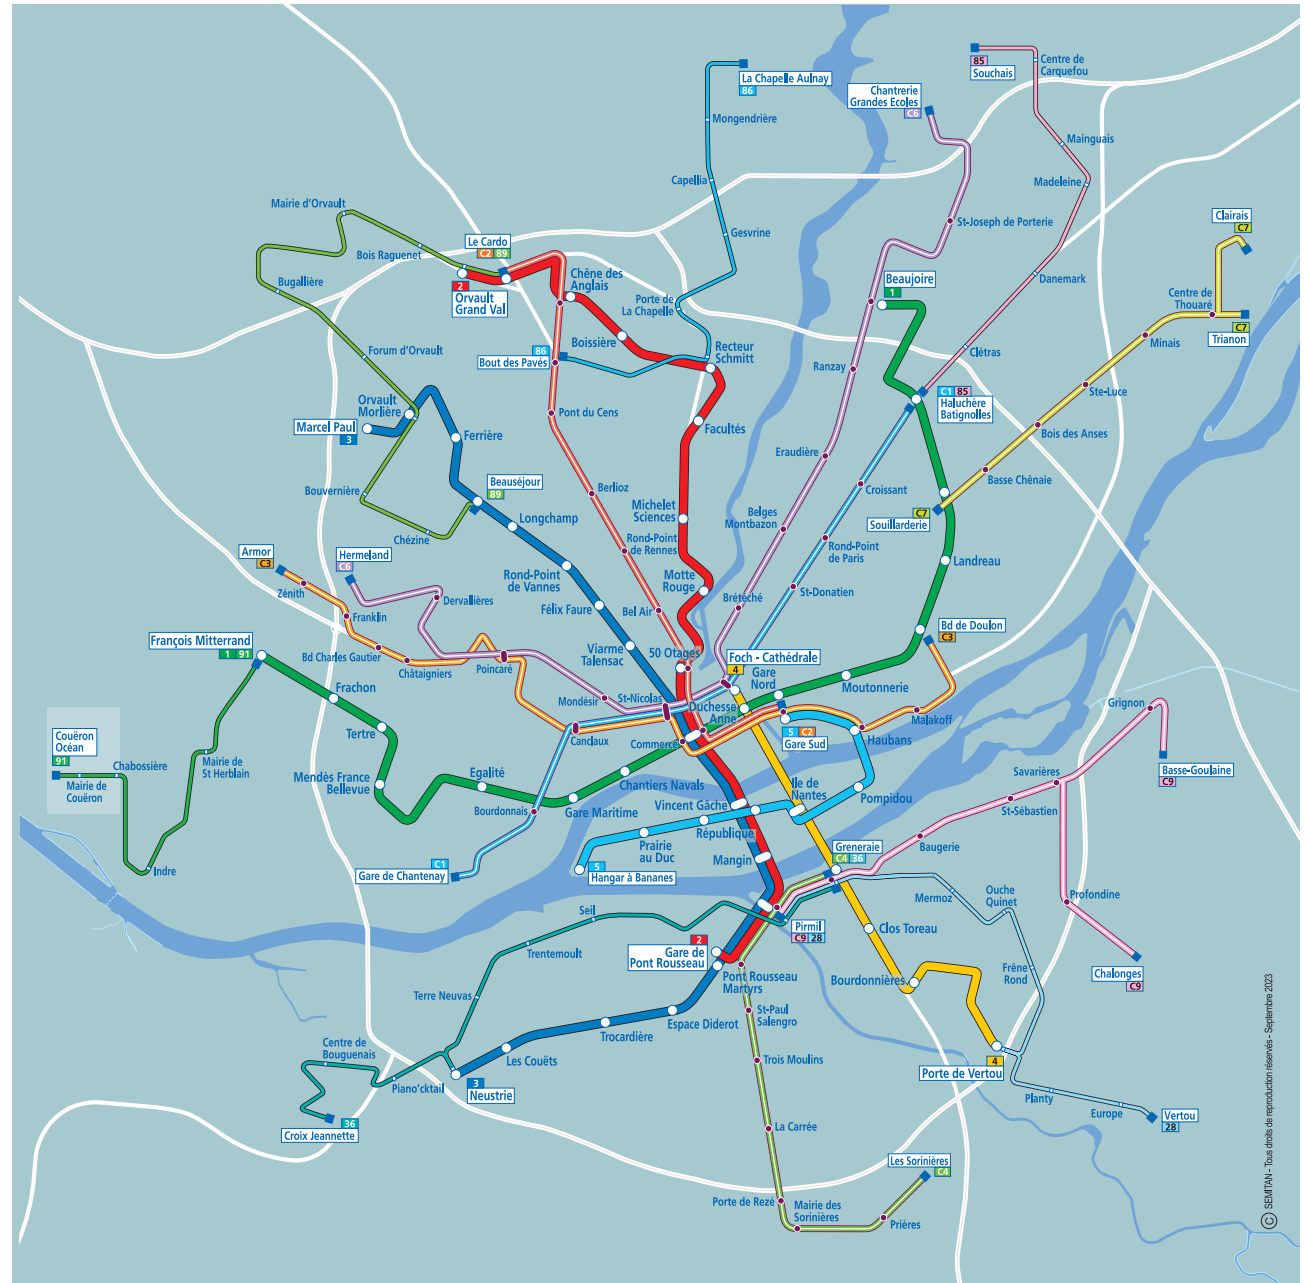 85
Souchais
Centre de
Carquefou
La Chapelle Aulnay
86
Chantrerie
Grandes Ecoles
C6
Mongendrière
Mainguais
Capellia
Madeleine
Mairie d'Orvault
Clairais
C7
St-Joseph de Porterie
Gesvrine
Le Cardo
C2 89
Bois Raguenet
Chêne des
Anglais
Beaujoire
1
Danemark
Bugallière
2
Orvault
Grand Val
Centre de
Thouaré
Porte de
La Chapelle
C7
Trianon
Boissière
Minais
Recteur
Schmitt
Clétras
Forum d'Orvault
86
Bout des Pavés
Ranzay
C1 85
Haluchère
Batignolles
Ste-Luce
Orvault
Morlière
Pont du Cens
Marcel Paul
3
Facultés
Ferrière
Bois des Anses
Eraudière
Basse Chênaie
Beauséjour
89
Bouvernière
Berlioz
Croissant
Michelet
Sciences
Belges
Montbazon
C7
Souillarderie
Longchamp
Chézine
Rond-Point
de Rennes
Rond-Point
de Paris
Armor
C3
Hermeland
C6
Landreau
Rond-Point
de Vannes
Motte
Rouge
Zénith
Dervallières
Félix Faure
Bel Air
Brétéché
St-Donatien
Franklin
Bd de Doulon
C3
François Mitterrand
1 91
Bd Charles Gautier
Viarme
Talensac
50 Otages
Foch - Cathédrale
4
Châtaigniers
Poincaré
Gare
Nord
Moutonnerie
Frachon
Mondésir
St-Nicolas
Duchesse
Anne
Malakoff
Grignon
Tertre
Canclaux
Commerce
5 C2
Gare Sud
Haubans
Couëron
Océan
91
Chabossière
Mairie de
St Herblain
Basse-Goulaine
C9
Mairie de
Couëron
Mendès France
Bellevue
Egalité
Chantiers Navals
Ile de
Nantes
Pompidou
Savarières
St-Sébastien
Bourdonnais
Gare Maritime
Vincent Gâche
République
Baugerie
Prairie
au Duc
Mangin
Greneraie
C4 36
C1
Gare de Chantenay
5
Hangar à Bananes
Indre
Mermoz
Ouche
Quinet
Profondine
Seil
Pirmil
C9 28
Clos Toreau
Trentemoult
2
Gare de
Pont Rousseau
Pont Rousseau
Martyrs
Bourdonnières
Frêne
Rond
Chalonges
C9
Terre Neuvas
St-Paul
Salengro
Espace Diderot
Trocardière
Centre de
Bouguenais
Les Couëts
Trois Moulins
4
Porte de Vertou
Piano'cktail
3
Neustrie
Planty
Europe
Vertou
28
36
Croix Jeannette
La Carrée
Les Sorinières
C4
Porte de Rezé
Mairie des
Sorinières
Prières
© SEMITAN - Tous droits de reproduction réservés - Septembre 2023